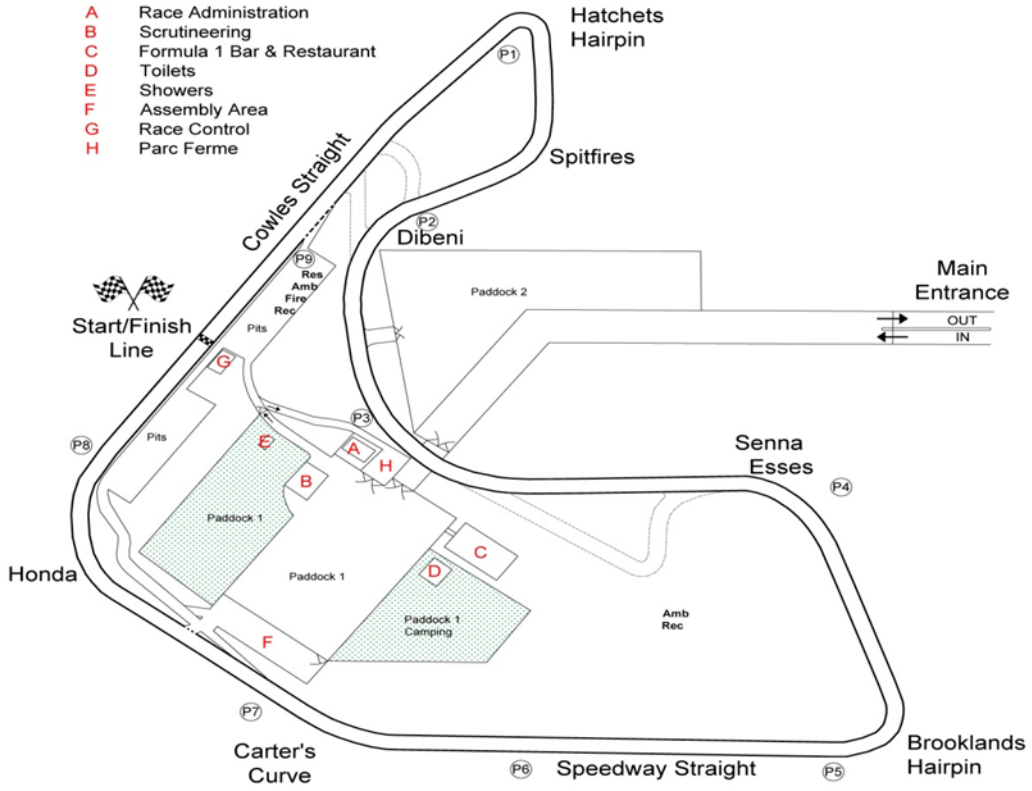 A Race Administration
B Scrutineering
C Formula 1 Bar & Restaurant
D Toilets
E Showers
F Assembly Area
G Race Control
H Parc Ferme
Hatchets
Hairpin
P1
Spitfires
Cowles Straight
P2
Dibeni
P9
Res
Amb
Fire
Rec
Paddock 2
Main
Entrance
OUT
IN
Start/Finish
Line
Pits
G
P3
P8
Pits
E
A
H
B
Senna
Esses
P4
Paddock 1
C
Honda
D
Paddock 1
Paddock 1
Camping
Amb
Rec
F
P7
Carter's
Curve
P6
Speedway Straight
P5
Brooklands
Hairpin